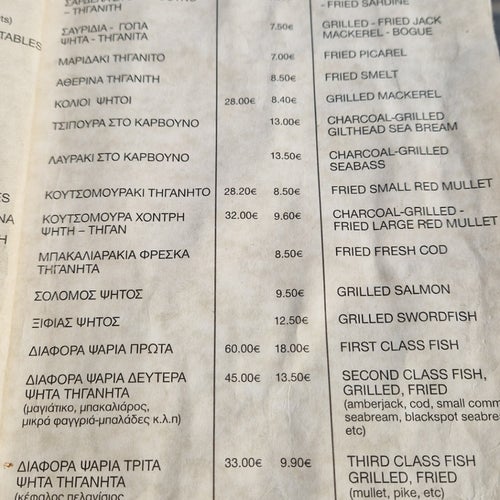 - ΤΗΓΑΝΙΤΗ - FRIED SARDINE
ts)
ΣΑΥΡΙΔΙΑ - ΓΟΠΑ 7.50€ GRILLED - FRIED JACK
TABLES ΨΗΤΑ - ΤΗΓΑΝΙΤΗ MACKEREL - BOGUE
ΜΑΡΙΔΑΚΙ ΤΗΓΑΝΙΤΟ 7.00€ FRIED PICAREL
ΑΘΕΡΙΝΑ ΤΗΓΑΝΙΤΗ 8.50€ FRIED SMELT
ΚΟΛΙΟΙ ΨΗΤΟΙ 28.00€ 8.40€ GRILLED MACKEREL
ΤΣΙΠΟΥΡΑ ΣΤΟ ΚΑΡΒΟΥΝΟ 13.00€ CHARCOAL-GRILLED
GILTHEAD SEA BREAM
ΛΑΥΡΑΚΙ ΣΤΟ ΚΑΡΒΟΥΝΟ 13.50€ CHARCOAL-GRILLED
SEABASS
ES ΚΟΥΤΣΟΜΟΥΡΑΚΙ ΤΗΓΑΝΗΤΟ 28.20€ 8.50€ FRIED SMALL RED MULLET
ΝΑ ΚΟΥΤΣΟΜΟΥΡΑ ΧΟΝΤΡΗ 32.00€ 9.60€ CHARCOAL-GRILLED -
Η ΨΗΤΗ – ΤΗΓΑΝ FRIED LARGE RED MULLET
ΜΠΑΚΑΛΙΑΡΑΚΙΑ ΦΡΕΣΚΑ 8.50€ FRIED FRESH COD
ΤΗΓΑΝΗΤΑ
ΣΟΛΟΜΟΣ ΨΗΤΟΣ 9.50€ GRILLED SALMON
ΞΙΦΙΑΣ ΨΗΤΟΣ 12.50€ GRILLED SWORDFISH
ΔΙΑΦΟΡΑ ΨΑΡΙΑ ΠΡΩΤΑ 60.00€ 18.00€ FIRST CLASS FISH
ΔΙΑΦΟΡΑ ΨΑΡΙΑ ΔΕΥΤΕΡΑ 45.00€ 13.50€ SECOND CLASS FISH,
ΨΗΤΑ ΤΗΓΑΝΗΤΑ GRILLED, FRIED
(μαγιάτικο, μπακαλιάρος, (amberjack, cod, small comm
μικρά φαγγριά-μπαλάδες κ.λ.π) seabream, blackspot seabre
etc)
ΔΙΑΦΟΡΑ ΨΑΡΙΑ ΤΡΙΤΑ 33.00€ 9.90€ THIRD CLASS FISH
ΨΗΤΑ ΤΗΓΑΝΗΤΑ GRILLED, FRIED
(κέφαλος πελανίσιος (mullet, pike, etc)